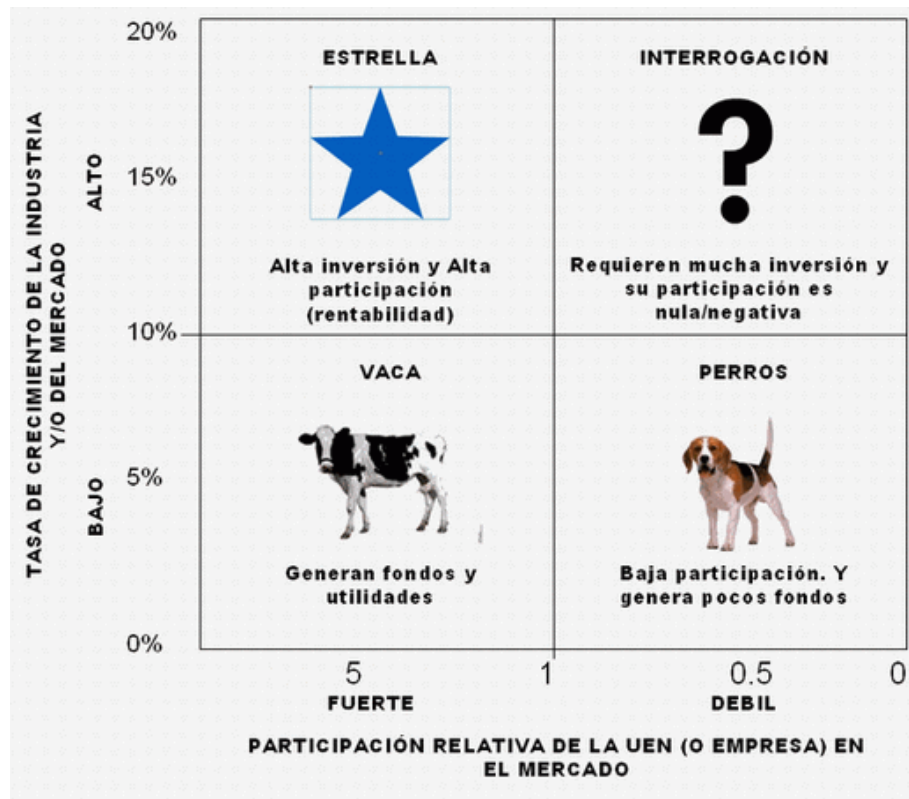 20%
ESTRELLA
INTERROGACIÓN
?
TASA DE CRECIMIENTO DE LA INDUSTRIA
Y/O DEL MERCADO
ALTO
15%
Alta inversión y Alta
participación
(rentabilidad)
Requieren mucha inversión y
su participación es
nula/negativa
10%
VACA
PERROS
BAJO
5%
Generan fondos y
utilidades
Baja participación. Y
genera pocos fondos
0%
5
1
0.5
0
FUERTE
DEBIL
PARTICIPACIÓN RELATIVA DE LA UEN (O EMPRESA) EN
EL MERCADO